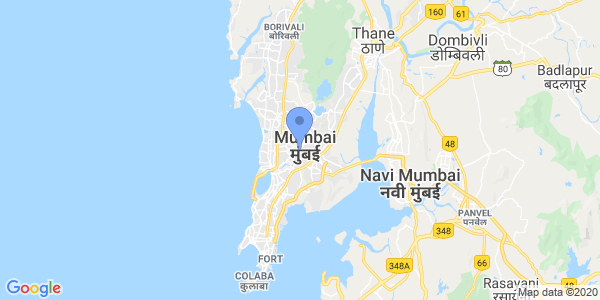 BORIVALI
बोरिवली
Thane
ठाणे
160
61
Dombivli
डोम्बिवली
80
Badlapur
बदलापूर
Mumbai
मुंबई
48
Navi Mumbai
नवी मुंबई
PANVEL
पनवेल
348
FORT
COLABA
कुलाबा
348A
66
48
Rasayani
Google
Map data ©2020